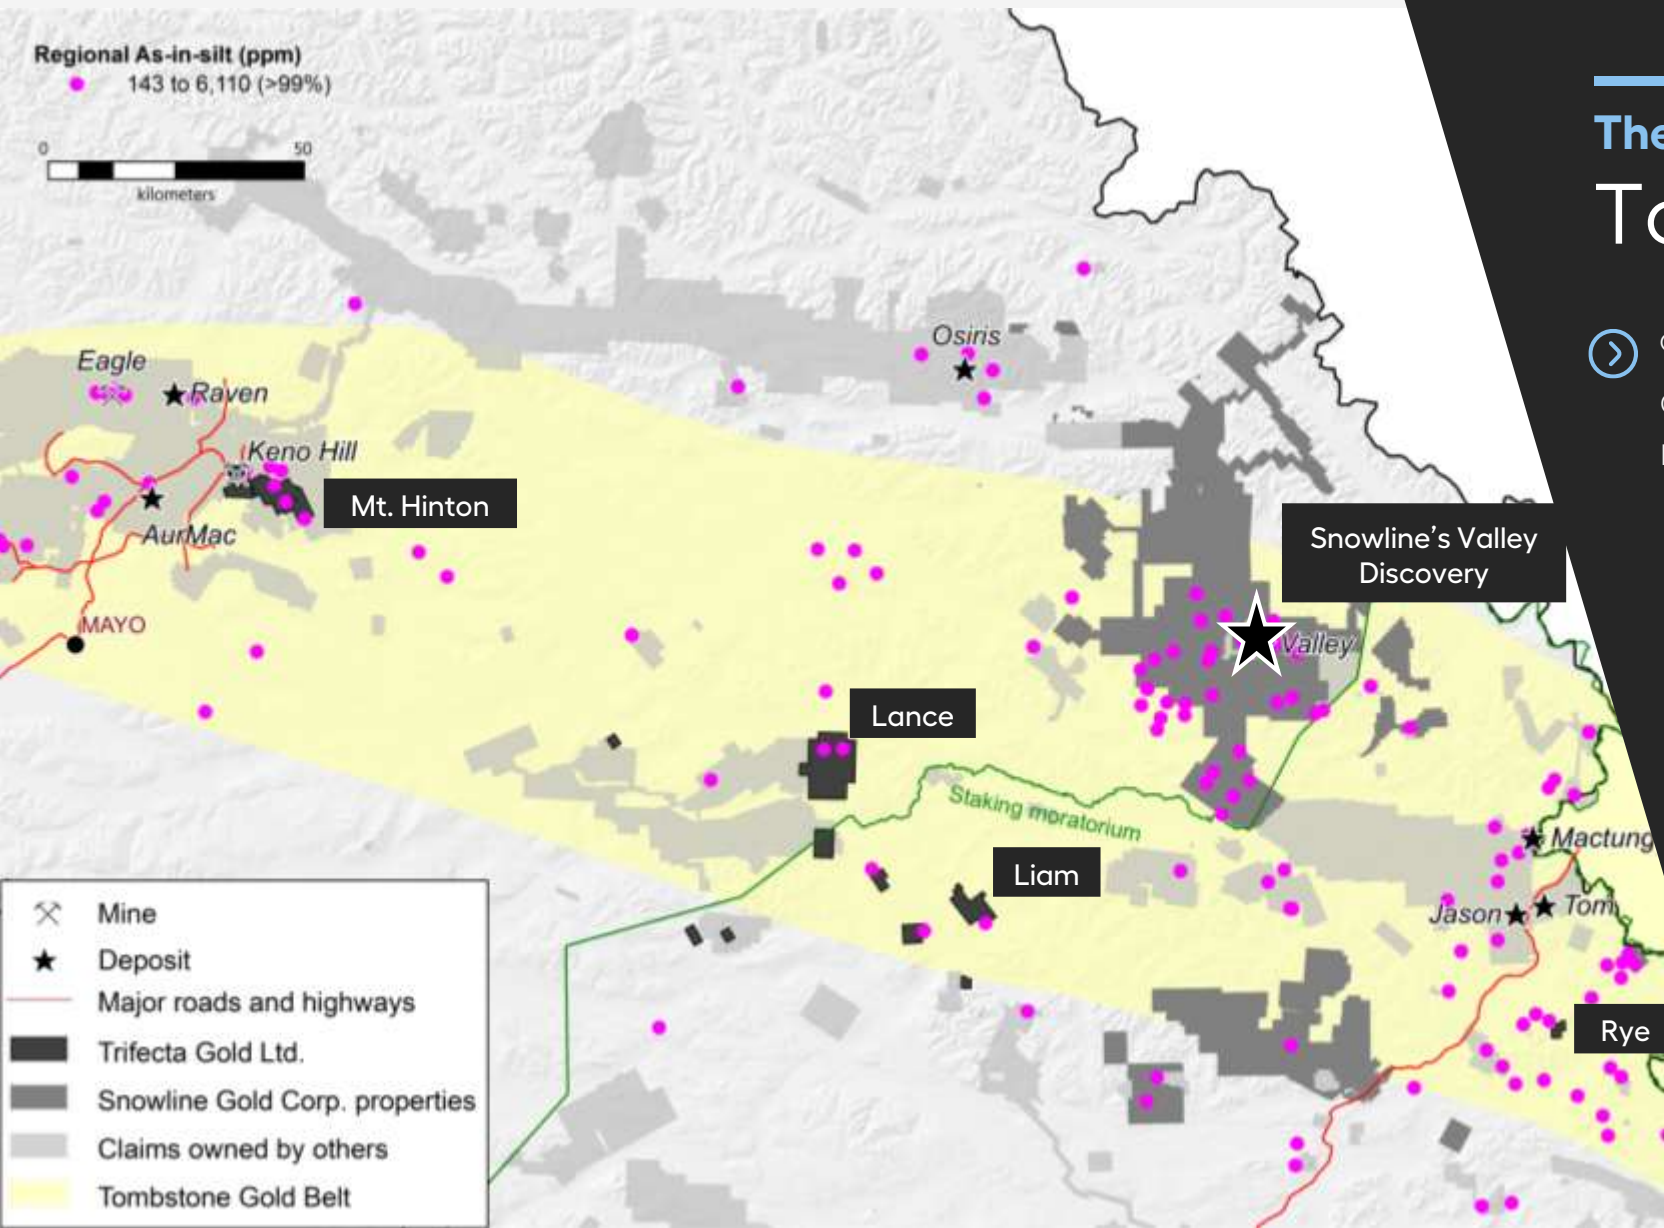 Regional As-in-silt (ppm)
143 to 6,110 (>99%)
0 50
kilometers
The
Osiris
Eagle
Raven
Keno Hill
Mt. Hinton
AurMac
MAYO
Snowline's Valley
Discovery
Valley
Lance
Staking moratorium
Liam
Mactung
Jason
Tom
Rye
Mine
Deposit
Major roads and highways
Trifecta Gold Ltd.
Snowline Gold Corp. properties
Claims owned by others
Tombstone Gold Belt